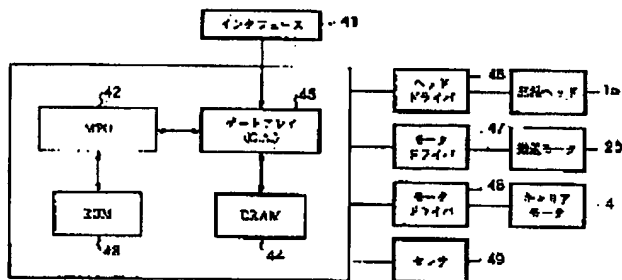 インタフェース
41
42
MPU
45
ゲートアレイ
(G.A.)
ROM
43
DRAM
44
ヘッド
ドライバ
記録ヘッド
モータ
ドライバ
47
搬送モータ
モータ
ドライバ
48
キャリア
モータ
4
センサ
49